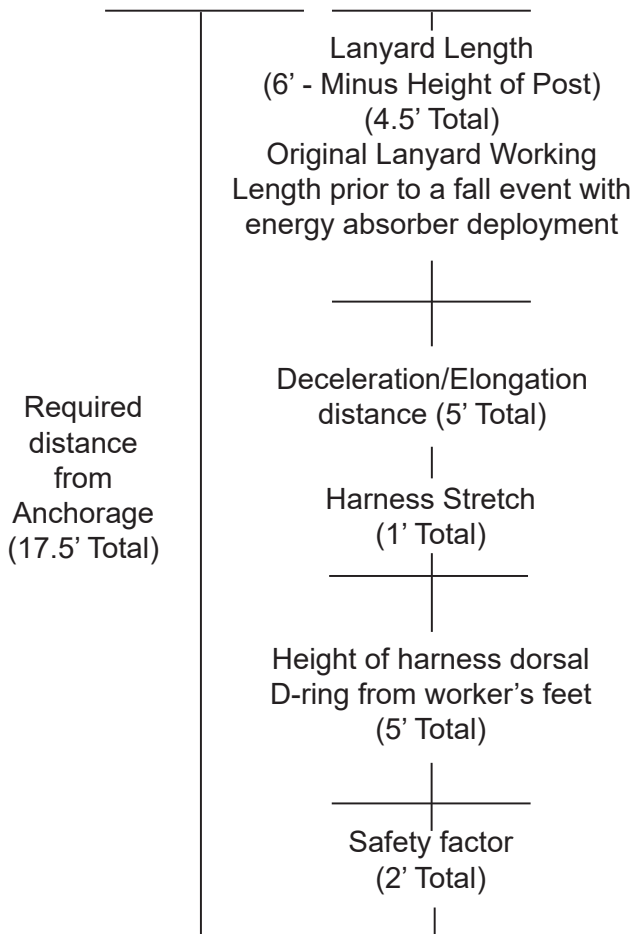 Lanyard Length
(6’ - Minus Height of Post)
(4.5’ Total)
Original Lanyard Working
Length prior to a fall event with
energy absorber deployment
Deceleration/Elongation
distance (5’ Total)
Required
distance
from
Anchorage
(17.5’ Total)
Harness Stretch
(1’ Total)
Height of harness dorsal
D-ring from worker’s feet
(5’ Total)
Safety factor
(2’ Total)